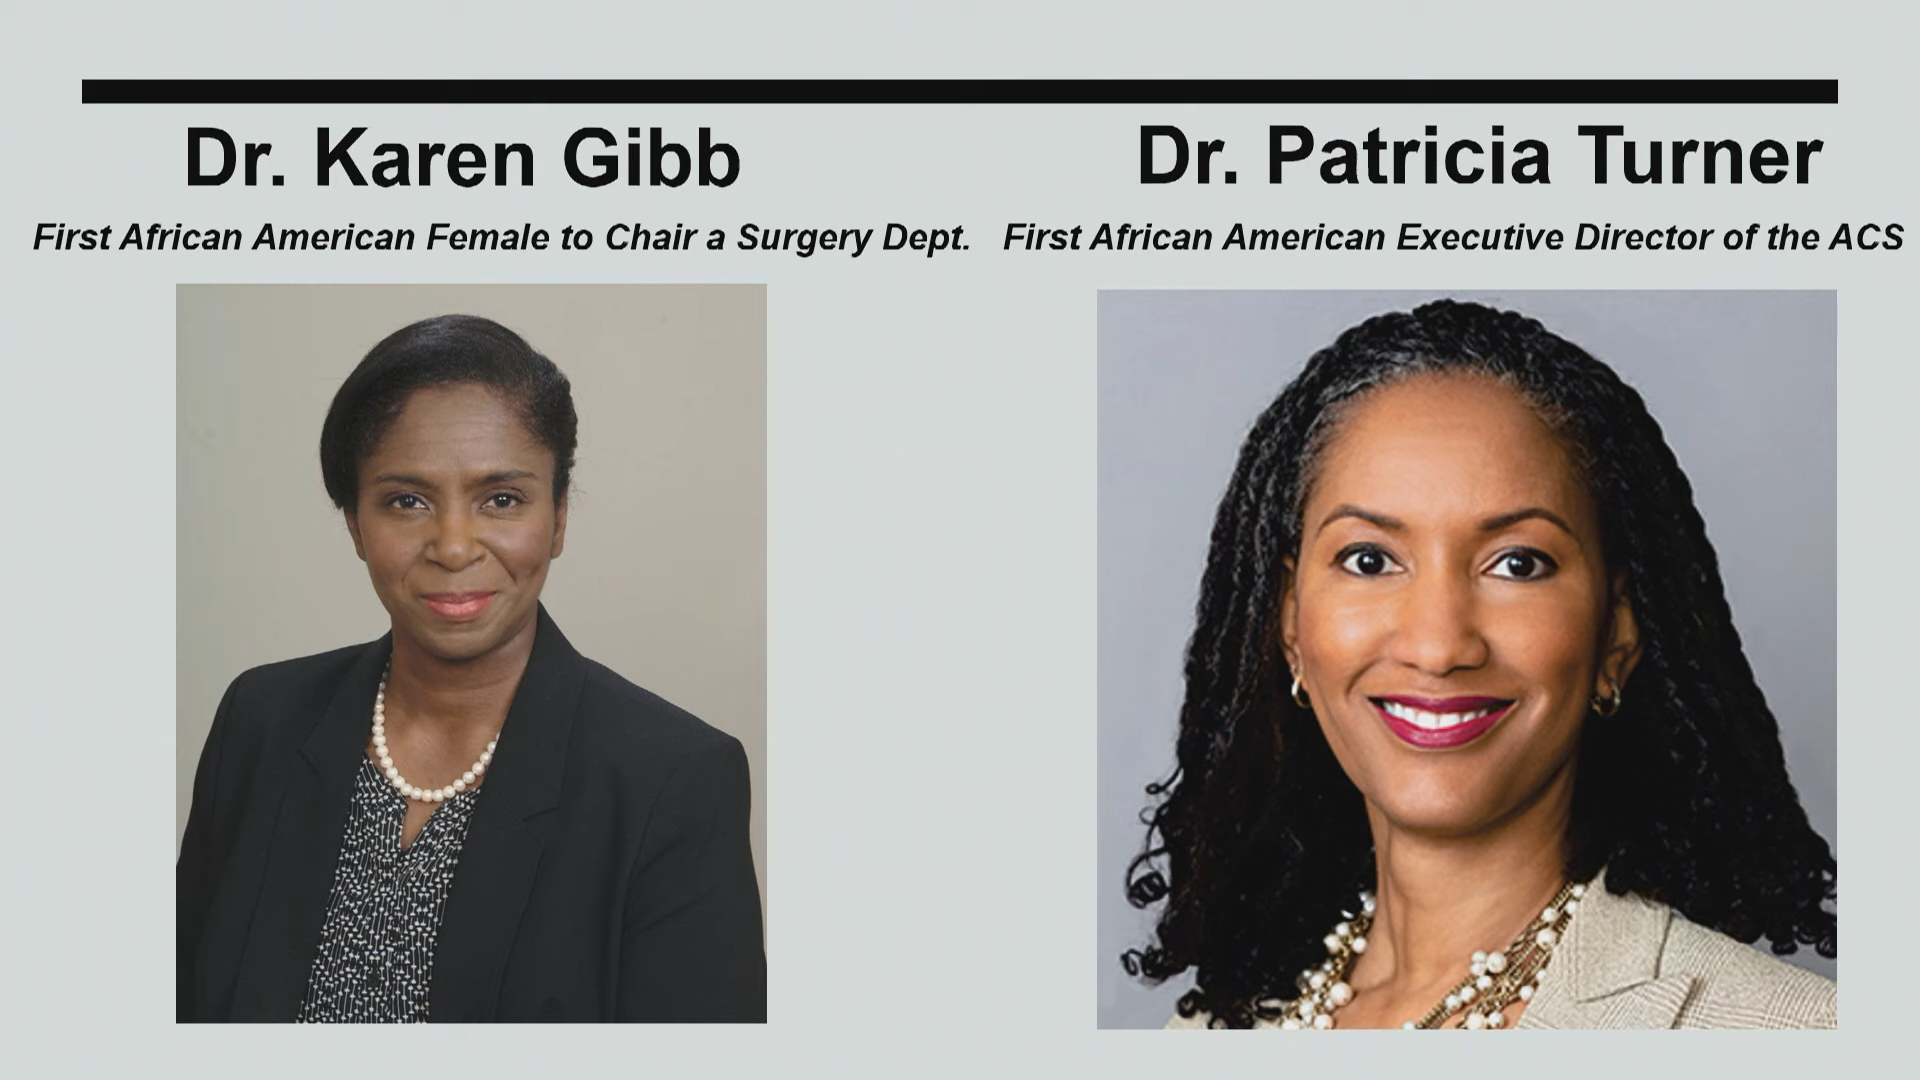 Dr. Karen Gibb
First African American Female to Chair a Surgery Dept.
Dr. Patricia Turner
First African American Executive Director of the ACS